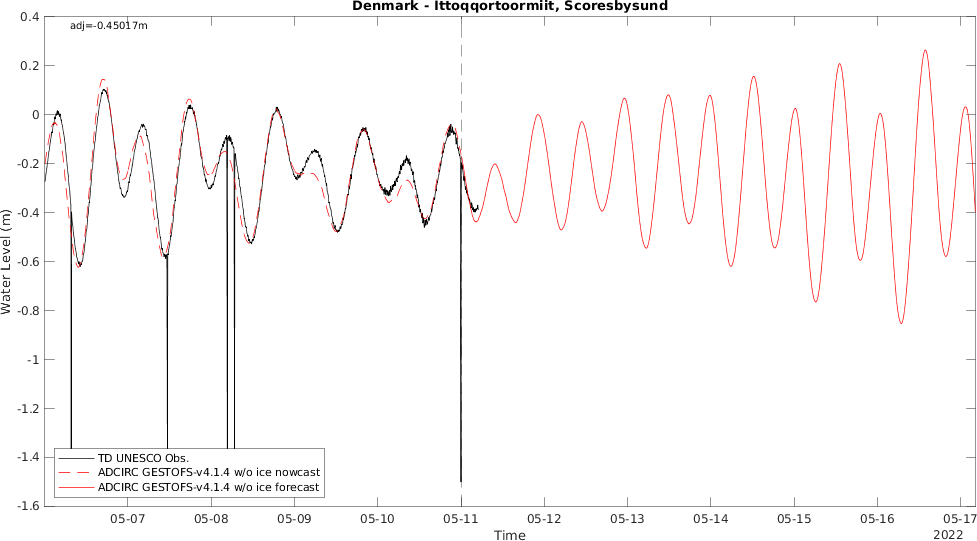 Denmark - Ittoqqortoormiit, Scoresbysund
adj=-0.45017m
0.4
0.2
0
-0.2
-0.4
-0.6
-0.8
-1
-1.2
-1.4
-1.6
Water Level (m)
TD UNESCO Obs.
ADCIRC GESTOFS-v4.1.4 w/o ice nowcast
ADCIRC GESTOFS-v4.1.4 w/o ice forecast
05-07 05-08 05-09 05-10 05-11 05-12 05-13 05-14 05-15 05-16 05-17
Time
2022